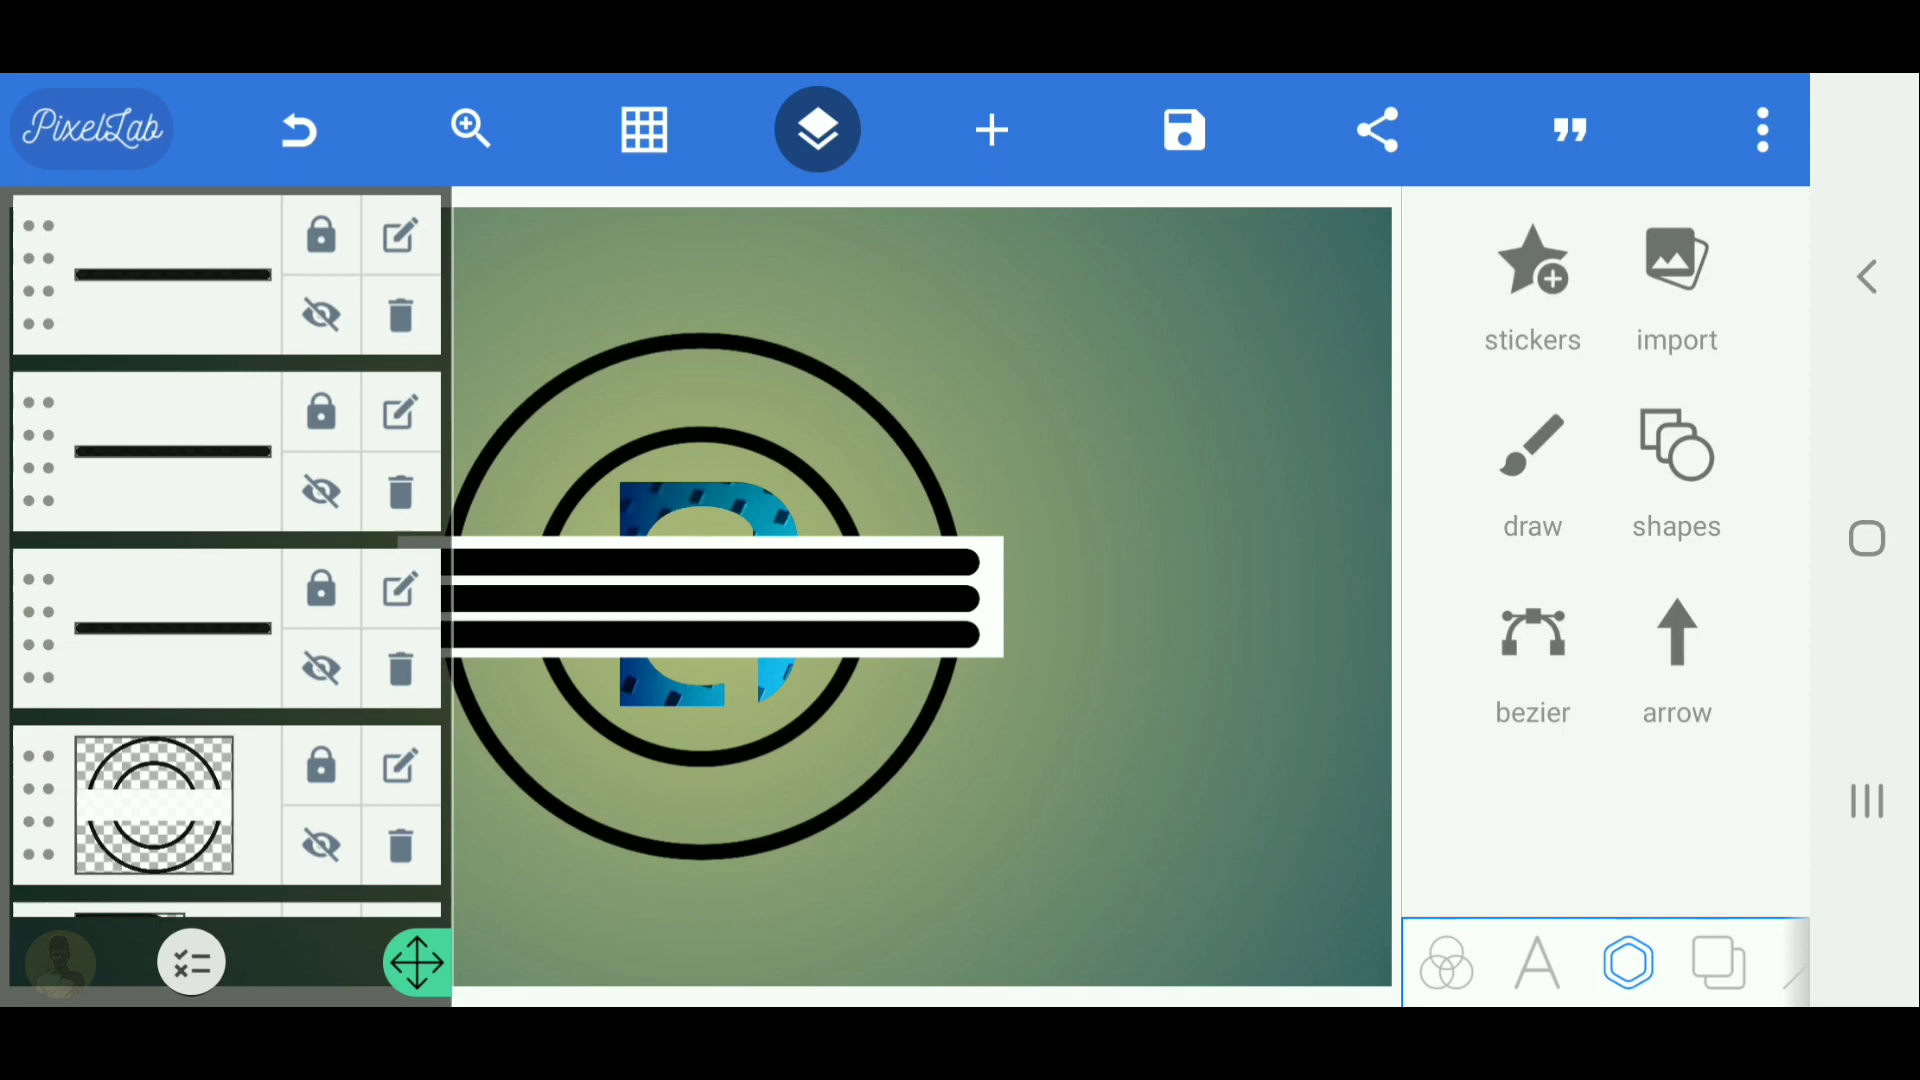 PixelLab
stickers
import
draw
shapes
bezier
arrow